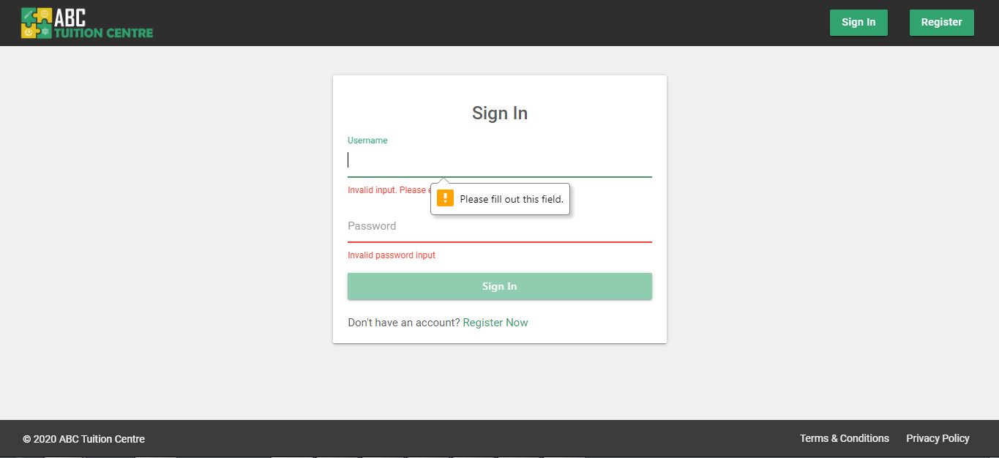 ABC
TUITION CENTRE
Sign In
Register
Sign In
Username
Invalid input. Please
Please fill out this field.
Password
Invalid password input
Sign In
Don't have an account? Register Now
© 2020 ABC Tuition Centre
Terms & Conditions
Privacy Policy